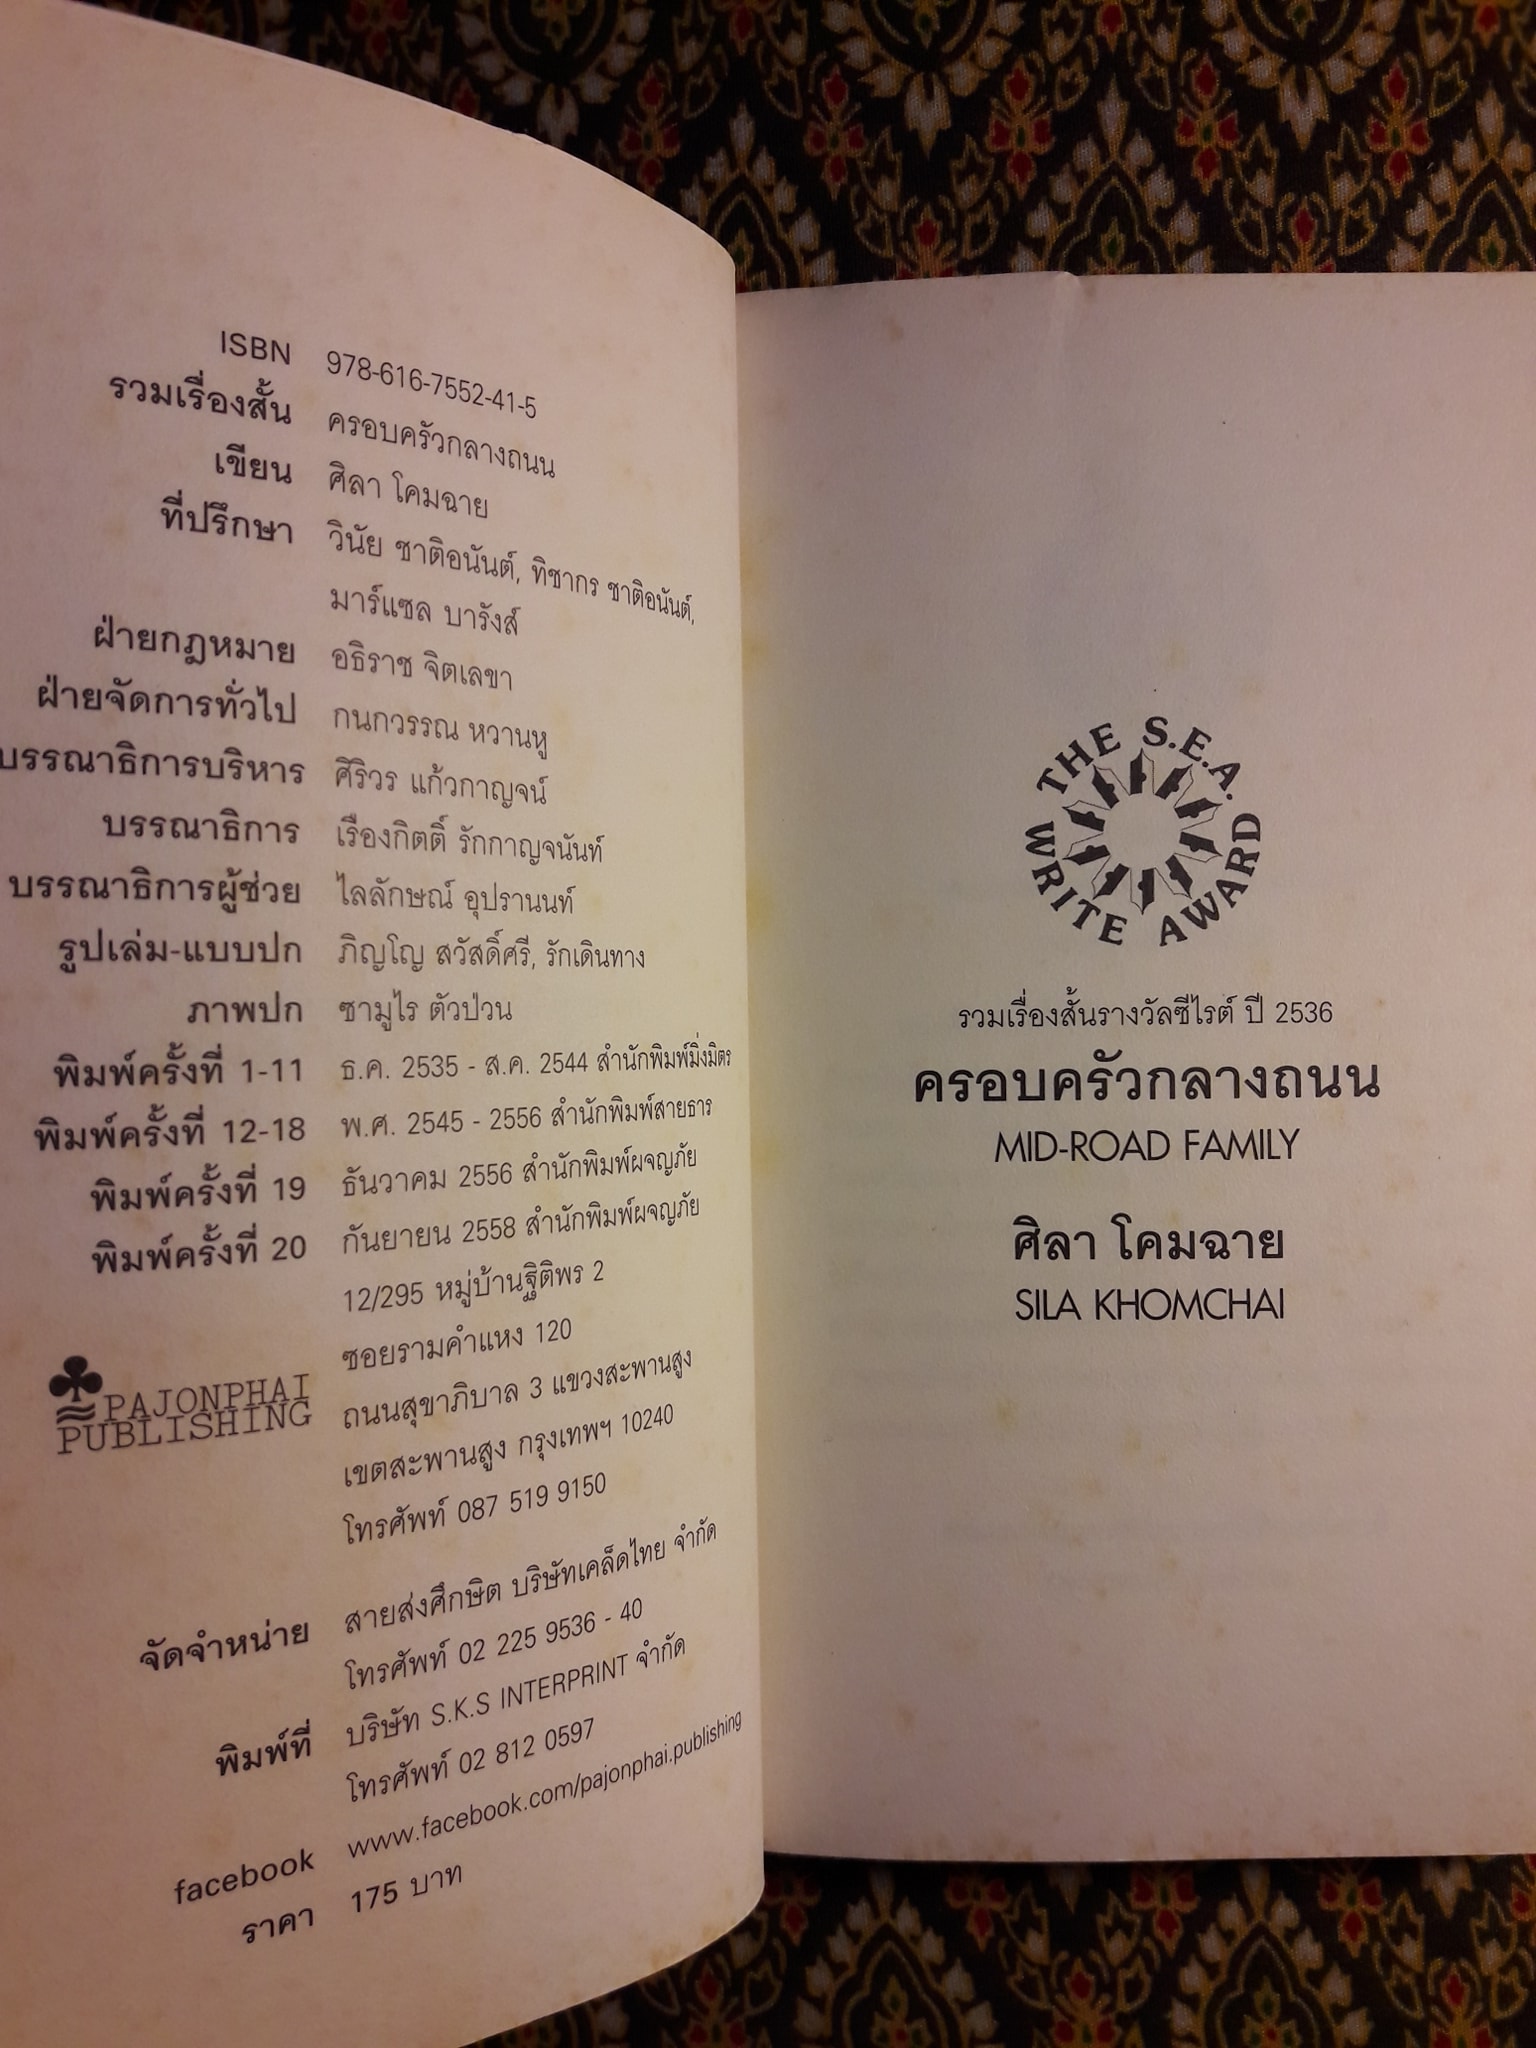 ISBN 978-616-7552-41-5
รวมเรื่องสั้น ครอบครัวกลางถนน
เขียน ศิลา โคมฉาย
ที่ปรึกษา วินัย ชาติอนันต์, ทิชากร ชาติอนันต์,
มาร์แซล บารังส์
ฝ่ายกฎหมาย อธิราช จิตเลขา
ฝ่ายจัดการทั่วไป กนกวรรณ หวานหู
บรรณาธิการบริหาร ศิริวร แก้วกาญจน์
บรรณาธิการ เรืองกิตติ์ รักกาญจนันท์
บรรณาธิการผู้ช่วย ไลลักษณ์ อุปรานนท์
รูปเล่ม-แบบปก ภิญโญ สวัสดิ์ศรี, รักเดินทาง
ภาพปก ซามูไร ตัวป่วน
พิมพ์ครั้งที่ 1-11 ธ.ค. 2535 - ส.ค. 2544 สำนักพิมพ์มิ่งมิตร
พิมพ์ครั้งที่ 12-18 พ.ศ. 2545 - 2556 สำนักพิมพ์สายธาร
พิมพ์ครั้งที่ 19 ธันวาคม 2556 สำนักพิมพ์ผจญภัย
พิมพ์ครั้งที่ 20 กันยายน 2558 สำนักพิมพ์ผจญภัย
12/295 หมู่บ้านฐิติพร 2
ซอยรามคำแหง 120
ถนนสุขาภิบาล 3 แขวงสะพานสูง
เขตสะพานสูง กรุงเทพฯ 10240
โทรศัพท์ 087 519 9150
PAJONPHAI
PUBLISHING
จัดจำหน่าย สายส่งศึกษิต บริษัทเคล็ดไทย จำกัด
โทรศัพท์ 02 225 9536 - 40
พิมพ์ที่ บริษัท S.K.S INTERPRINT จำกัด
โทรศัพท์ 02 812 0597
facebook www.facebook.com/pajonphai.publishing
ราคา 175 บาท
THE S.E.A.
WRITE AWARD
รวมเรื่องสั้นรางวัลซีไรต์ ปี 2536
ครอบครัวกลางถนน
MID-ROAD FAMILY
ศิลา โคมฉาย
SILA KHOMCHAI